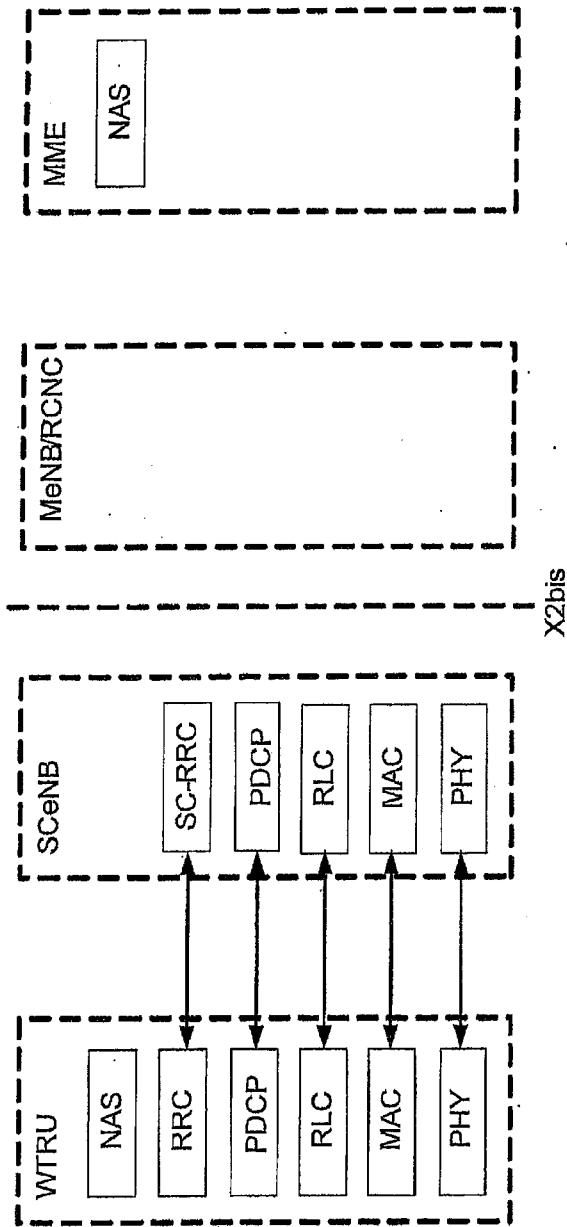 WTRU
NAS
RRC
PDCP
RLC
MAC
PHY
SCeNB
SC-RRC
PDCP
RLC
MAC
PHY
X2bis
MeNB/RCNC
MME
NAS